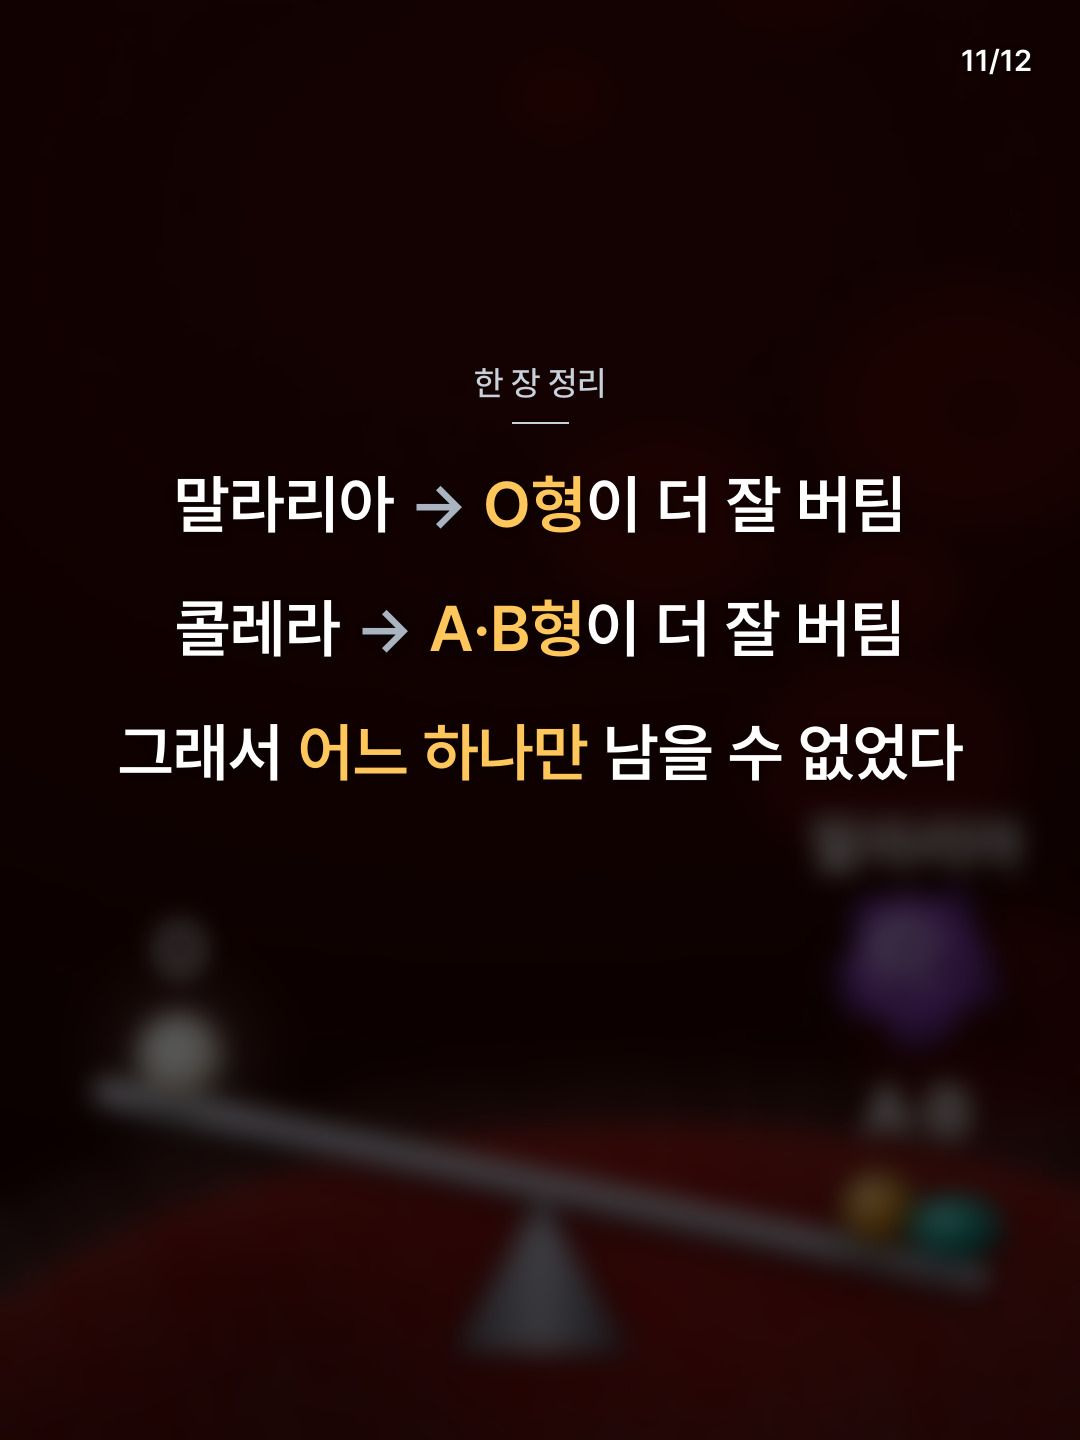 11/12
한 장 정리
말라리아 → O형이 더 잘 버팀
콜레라 → A·B형이 더 잘 버팀
그래서 어느 하나만 남을 수 없었다